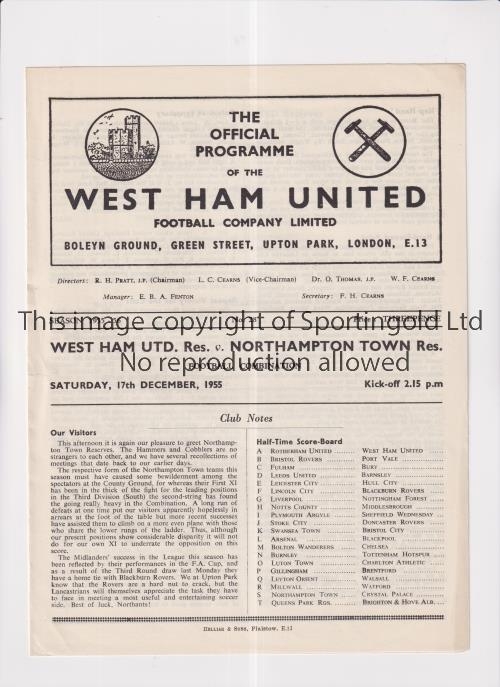 THE
OFFICIAL
PROGRAMME
OF THE
WEST HAM UNITED
FOOTBALL COMPANY LIMITED
BOLEYN GROUND, GREEN STREET, UPTON PARK, LONDON, E.13
Directors: R. H. PRATT, J.P. (Chairman) L. C. CEARNS (Vice-Chairman) Dr. O. THOMAS, J.P. W. F. CEARNS
Manager: E. B. A. FENTON Secretary: F. H. CEARNS
SEASON THREEPENCE
This image is copyright of Sportingold Ltd
WEST HAM UTD. Res. v. NORTHAMPTON TOWN Res.
FOOTBALL COMBINATION
No reproduction allowed
SATURDAY, 17th DECEMBER, 1955 Kick-off 2.15 p.m
Club Notes
Our Visitors
This afternoon it is again our pleasure to greet Northamp-
ton Town Reserves. The Hammers and Cobblers are no
strangers to each other, and we have several recollections of
meetings that date back to our earlier days.
The respective form of the Northampton Town teams this
season must have caused some bewilderment among the
spectators at the County Ground, for whereas their First XI
has been in the thick of the fight for the leading positions
in the Third Division (South) the second-string has found
the going really heavy in the Combination. A long run of
defeats at one time put our visitors apparently hopelessly in
arrears at the foot of the table but more recent successes
have assisted them to climb on a more even plane with those
who share the lower rungs of the ladder. Thus, although
our present positions show considerable disparity it will not
do for our own XI to underrate the opposition on this
score.
The Midlanders' success in the League this season has
been reflected by their performances in the F.A. Cup, and
as a result of the Third Round draw last Monday they
have a home tie with Blackburn Rovers. We at Upton Park
know that the Rovers are a hard nut to crack, but the
Lancastrians will themselves appreciate the task they have
to face in meeting a most useful and entertaining soccer
side. Best of luck, Northants!
Half-Time Score-Board
A ROTHERHAM UNITED ........ WEST HAM UNITED ......
B BRISTOL ROVERS ........ PORT VALE ........
C FULHAM ........ BURY ........
D LEEDS UNITED ........ BARNSLEY ........
E LEICESTER CITY ........ HULL CITY ........
F LINCOLN CITY ........ BLACKBURN ROVERS ......
G LIVERPOOL ........ NOTTINGHAM FOREST ......
H NOTTS COUNTY ........ MIDDLESBROUGH ........
I PLYMOUTH ARGYLE ........ SHEFFIELD WEDNESDAY ......
J STOKE CITY ........ DONCASTER ROVERS ......
K SWANSEA TOWN ........ BRISTOL CITY ........
L ARSENAL ........ BLACKPOOL ........
M BOLTON WANDERERS ........ CHELSEA ........
N BURNLEY ........ TOTTENHAM HOTSPUR ......
O LUTON TOWN ........ CHARLTON ATHLETIC ......
P GILLINGHAM ........ BRENTFORD ........
Q LEYTON ORIENT ........ WALSALL ........
R MILLWALL ........ WATFORD ........
S NORTHAMPTON TOWN ........ CRYSTAL PALACE ........
T QUEENS PARK RGS. ........ BRIGHTON & HOVE ALB. ....
HELLIAR & SONS, Plaistow, E.13